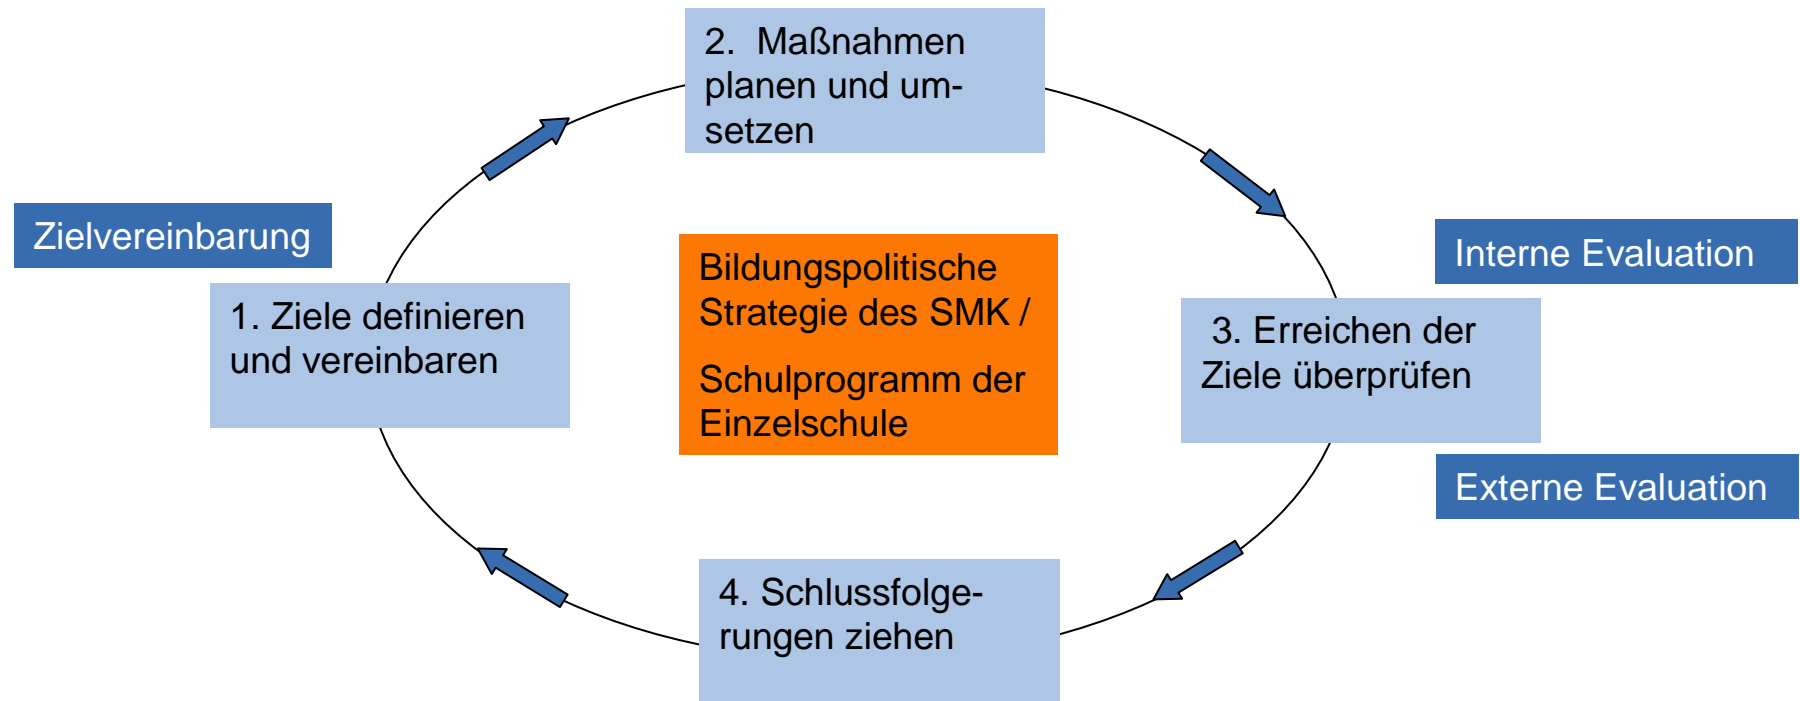 2. Maßnahmen
planen und um-
setzen
Zielvereinbarung
1. Ziele definieren
und vereinbaren
Bildungspolitische
Strategie des SMK /
Schulprogramm der
Einzelschule
Interne Evaluation
3. Erreichen der
Ziele überprüfen
Externe Evaluation
4. Schlussfolge-
rungen ziehen